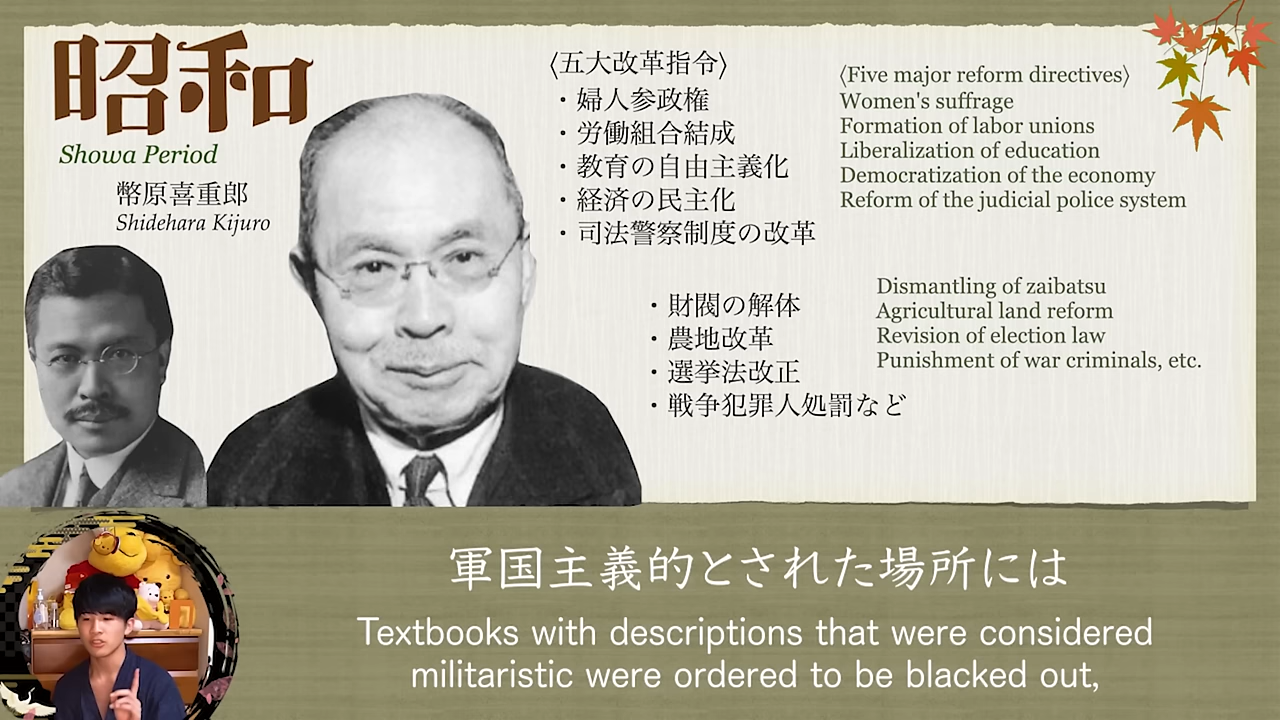 昭和
Showa Period
幣原喜重郎
Shidehara Kijuro
〈五大改革指令〉
・婦人参政権
・労働組合結成
・教育の自由主義化
・経済の民主化
・司法警察制度の改革
〈Five major reform directives〉
Women's suffrage
Formation of labor unions
Liberalization of education
Democratization of the economy
Reform of the judicial police system
・財閥の解体
・農地改革
・選挙法改正
・戦争犯罪人処罰など
Dismantling of zaibatsu
Agricultural land reform
Revision of election law
Punishment of war criminals, etc.
軍国主義的とされた場所には
Textbooks with descriptions that were considered
militaristic were ordered to be blacked out,